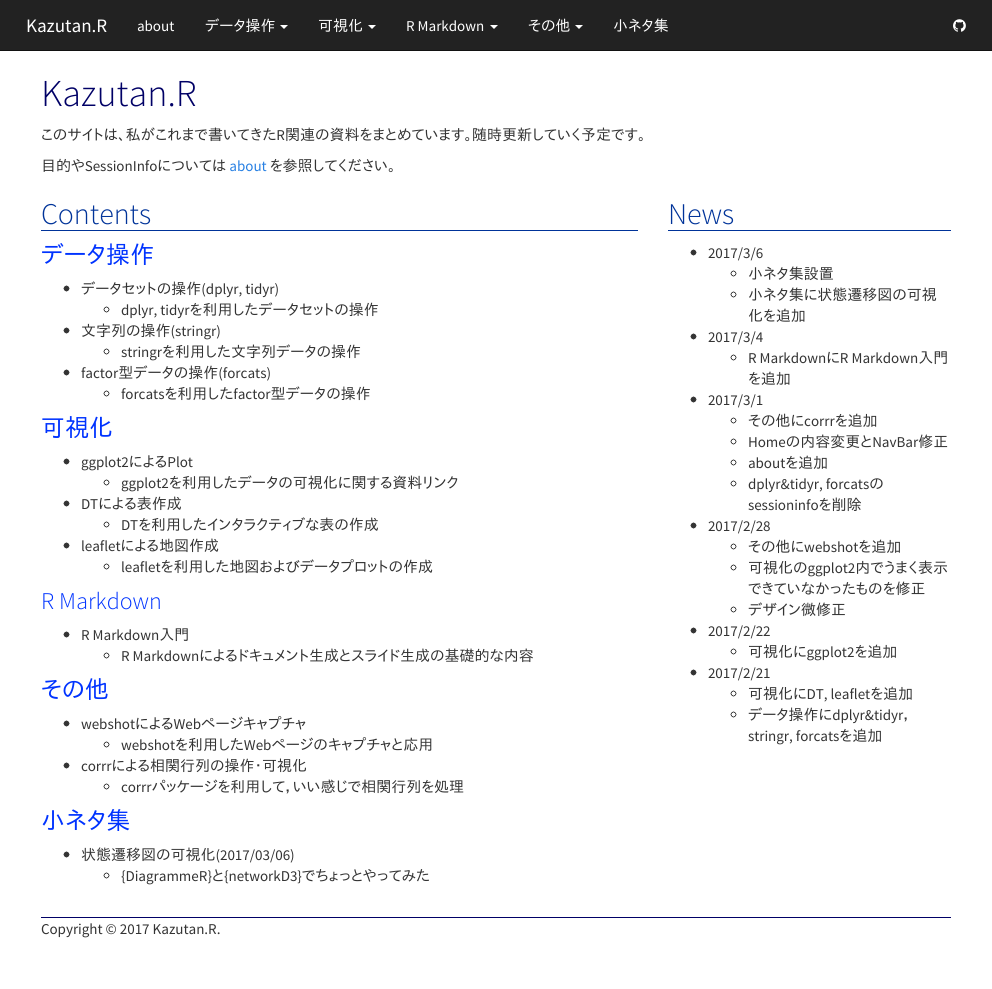 Kazutan.R about データ操作 可視化 R Markdown その他 小ネタ集
Kazutan.R
このサイトは、私がこれまで書いてきたR関連の資料をまとめています。随時更新していく予定です。
目的やSessionInfoについては about を参照してください。
Contents
データ操作
データセットの操作(dplyr, tidyr)
dplyr, tidyrを利用したデータセットの操作
文字列の操作(stringr)
stringrを利用した文字列データの操作
factor型データの操作(forcats)
forcatsを利用したfactor型データの操作
可視化
ggplot2によるPlot
ggplot2を利用したデータの可視化に関する資料リンク
DTによる表作成
DTを利用したインタラクティブな表の作成
leafletによる地図作成
leafletを利用した地図およびデータプロットの作成
R Markdown
R Markdown入門
R Markdownによるドキュメント生成とスライド生成の基礎的な内容
その他
webshotによるWebページキャプチャ
webshotを利用したWebページのキャプチャと応用
corrrによる相関行列の操作・可視化
corrrパッケージを利用して，いい感じで相関行列を処理
小ネタ集
状態遷移図の可視化(2017/03/06)
{DiagrammeR}と{networkD3}でちょっとやってみた
News
2017/3/6
小ネタ集設置
小ネタ集に状態遷移図の可視
化を追加
2017/3/4
R MarkdownにR Markdown入門
を追加
2017/3/1
その他にcorrrを追加
Homeの内容変更とNavBar修正
aboutを追加
dplyr&tidyr, forcatsの
sessioninfoを削除
2017/2/28
その他にwebshotを追加
可視化のggplot2内でうまく表示
できていなかったものを修正
デザイン微修正
2017/2/22
可視化にggplot2を追加
2017/2/21
可視化にDT, leafletを追加
データ操作にdplyr&tidyr，
stringr, forcatsを追加
Copyright © 2017 Kazutan.R.